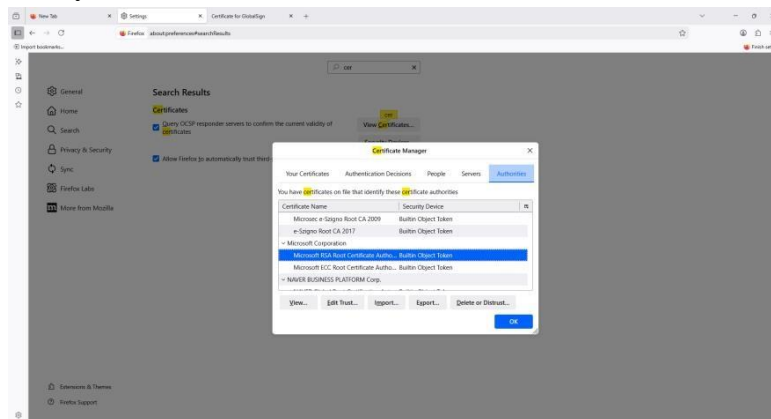 New Tab
Settings
Certificate for GlobalSign
Firefox about:preferences#searchResults
Import bookmarks...
cer
General
Home
Search
Privacy & Security
Sync
Firefox Labs
More from Mozilla
Extensions & Themes
Firefox Support
Search Results
Certificates
Query OCSP responder servers to confirm the current validity of
certificates
cer
View Certificates...
Allow Firefox to automatically trust third-
Certificate Manager
Your Certificates Authentication Decisions People Servers Authorities
You have certificates on file that identify these certificate authorities
Certificate Name Security Device
Microsec e-Szigno Root CA 2009 Builtin Object Token
e-Szigno Root CA 2017 Builtin Object Token
Microsoft Corporation
Microsoft RSA Root Certificate Autho... Builtin Object Token
Microsoft ECC Root Certificate Autho... Builtin Object Token
NAVER BUSINESS PLATFORM Corp.
View... Edit Trust... Import... Export... Delete or Distrust...
OK